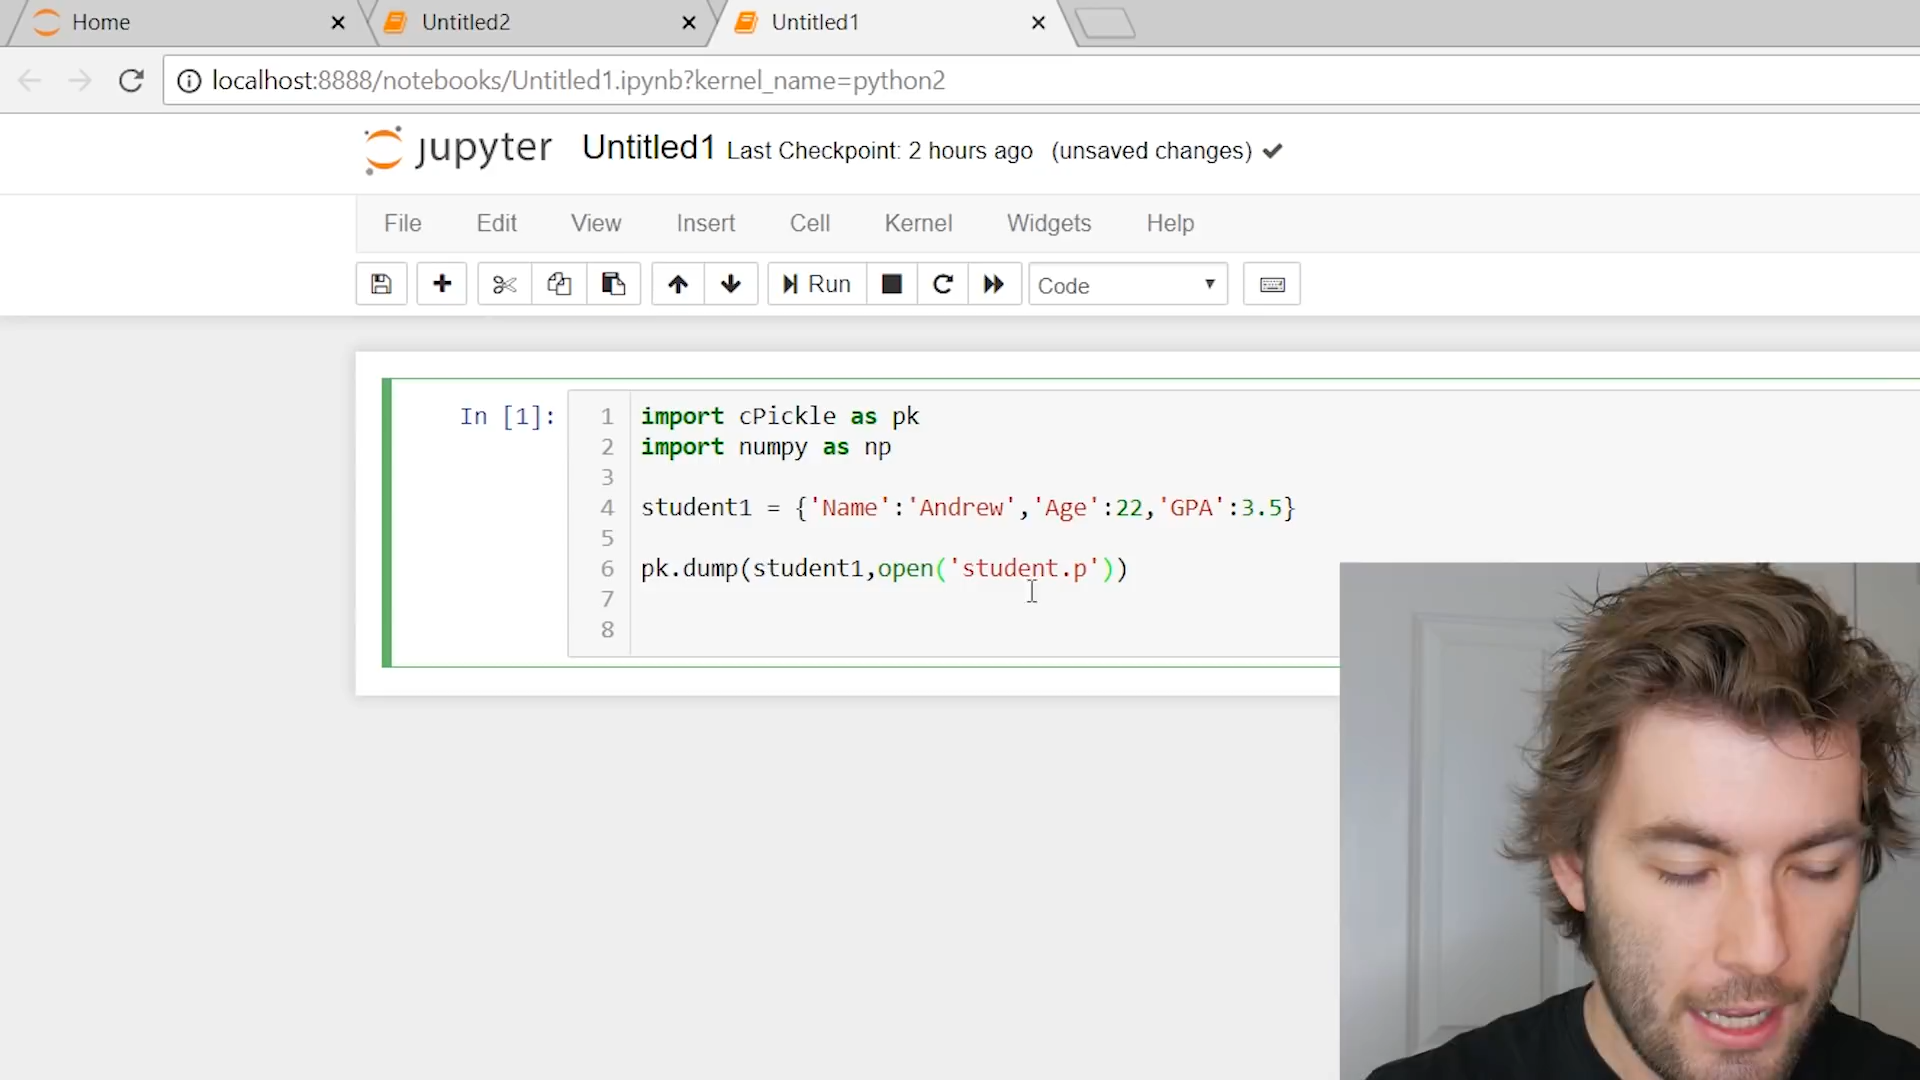 Home
Untitled2
Untitled1
localhost:8888/notebooks/Untitled1.ipynb?kernel_name=python2
jupyter Untitled1 Last Checkpoint: 2 hours ago (unsaved changes)
File Edit View Insert Cell Kernel Widgets Help
Run Code
In [1]:
1 import cPickle as pk
2 import numpy as np
3
4 student1 = {'Name':'Andrew','Age':22,'GPA':3.5}
5
6 pk.dump(student1,open('student.p'))
7
8